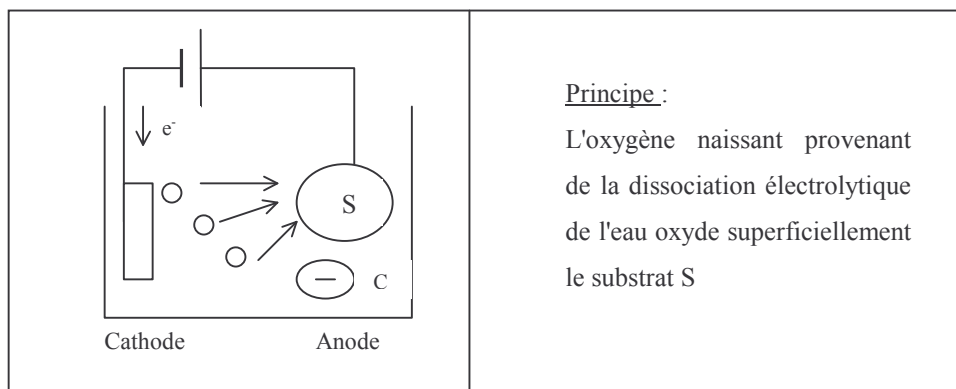 e-
S
C
Cathode Anode
Principe :
L'oxygène naissant provenant
de la dissociation électrolytique
de l'eau oxyde superficiellement
le substrat S